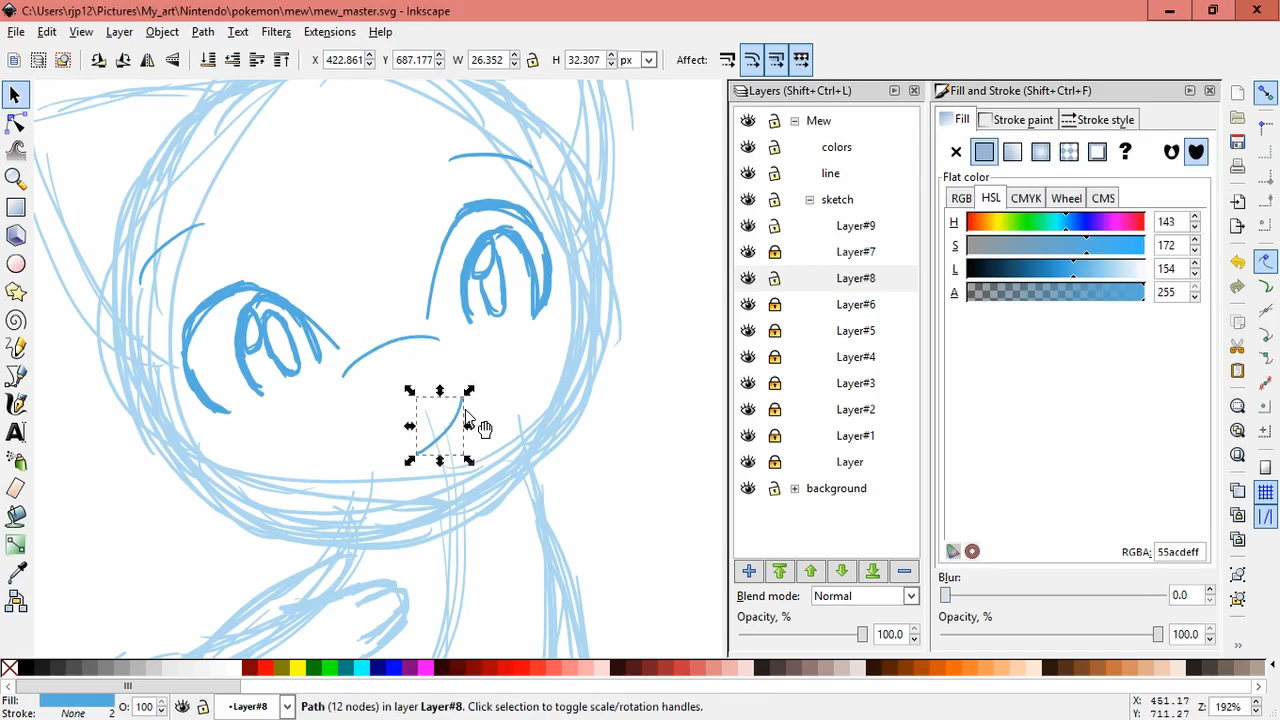 C:\Users\rjp12\Pictures\My_art\Nintendo\pokemon\mew\mew_master.svg - Inkscape
File Edit View Layer Object Path Filters Text Extensions Help
X 422.861 Y 687.177 W 26.352 H 32.307 px Affect:
Layers (Shift+Ctrl+L)
Mew
colors
line
sketch
Layer#9
Layer#7
Layer#8
Layer#6
Layer#5
Layer#4
Layer#3
Layer#2
Layer#1
Layer
background
Blend mode: Normal
Opacity, % 100.0
Fill and Stroke (Shift+Ctrl+F)
Fill Stroke paint Stroke style
?
Flat color
RGB HSL CMYK Wheel CMS
H 143
S 172
L 154
A 255
RGBA: 55acdeff
Blur:
0.0
Opacity, %
100.0
Fill:
Stroke: None 2
O: 100
•Layer#8
Path (12 nodes) in layer Layer#8. Click selection to toggle scale/rotation handles.
X: 451.17
Y: 711.27
Z: 192%